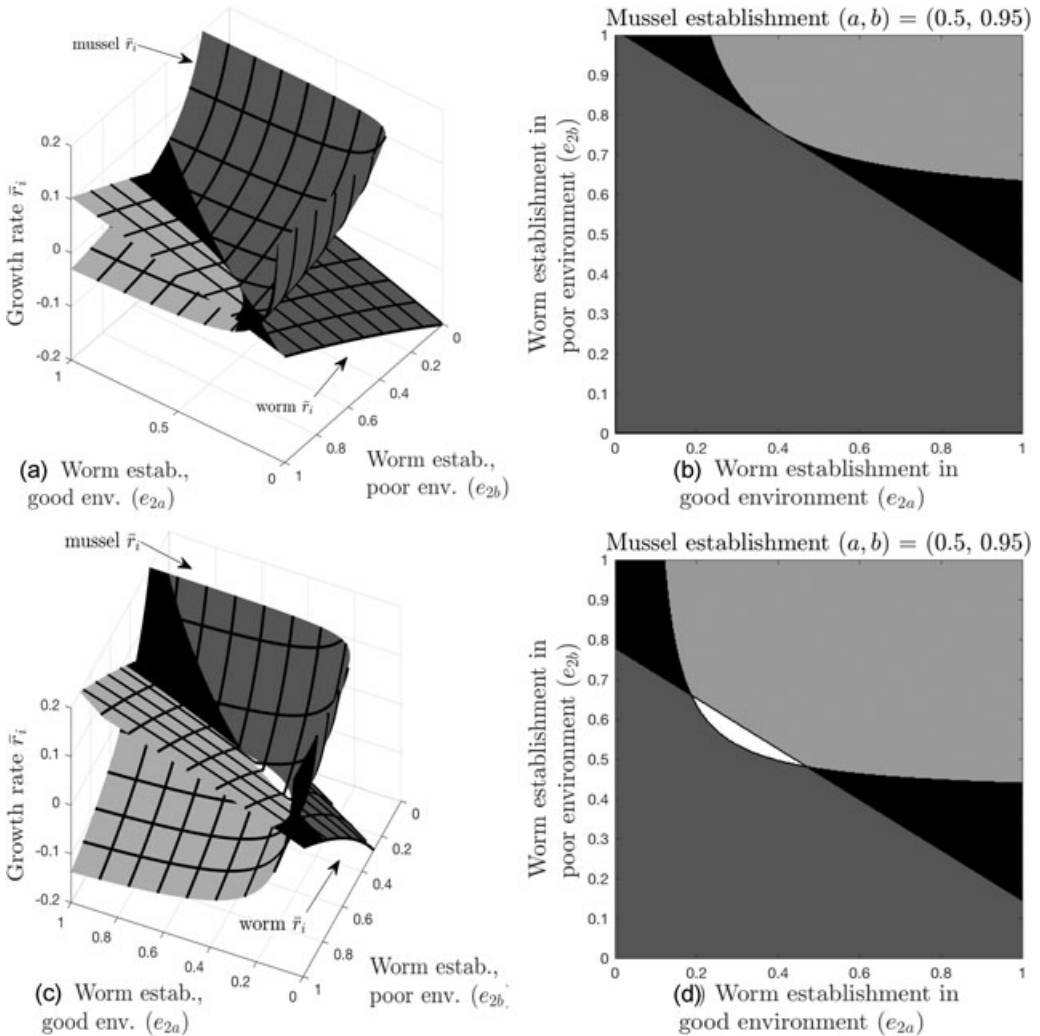 mussel r̄ᵢ
0.2
0.1
0
-0.1
-0.2
Growth rate r̄ᵢ
1
0.5
0
1
0.8
0.6
0.4
0.2
0
worm r̄ᵢ
(a) Worm estab.,
good env. (e₂ₐ)
Worm estab.,
poor env. (e₂b)
Mussel establishment (a, b) = (0.5, 0.95)
1
0.9
0.8
0.7
0.6
0.5
0.4
0.3
0.2
0.1
0
Worm establishment in
poor environment (e₂b)
0
0.2
0.4
0.6
0.8
1
(b) Worm establishment in
good environment (e₂ₐ)
mussel r̄ᵢ
0.2
0.1
0
-0.1
-0.2
Growth rate r̄ᵢ
1
0.8
0.6
0.4
0.2
0
1
0.8
0.6
0.4
0.2
0
worm r̄ᵢ
(c) Worm estab.,
good env. (e₂ₐ)
Worm estab.,
poor env. (e₂b)
Mussel establishment (a, b) = (0.5, 0.95)
1
0.9
0.8
0.7
0.6
0.5
0.4
0.3
0.2
0.1
0
Worm establishment in
poor environment (e₂b)
0
0.2
0.4
0.6
0.8
1
(d) Worm establishment in
good environment (e₂ₐ)